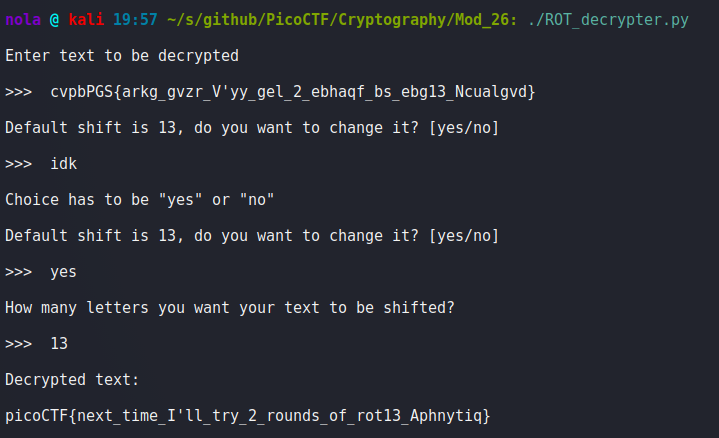 nola @ kali 19:57 ~/s/github/PicoCTF/Cryptography/Mod_26: ./ROT_decrypter.py
Enter text to be decrypted
>>>  cvpbPGS{arkg_gvzr_V'yy_gel_2_ebhaqf_bs_ebg13_Ncualgvd}
Default shift is 13, do you want to change it? [yes/no]
>>>  idk
Choice has to be "yes" or "no"
Default shift is 13, do you want to change it? [yes/no]
>>>  yes
How many letters you want your text to be shifted?
>>>  13
Decrypted text:
picoCTF{next_time_I'll_try_2_rounds_of_rot13_Aphnytiq}